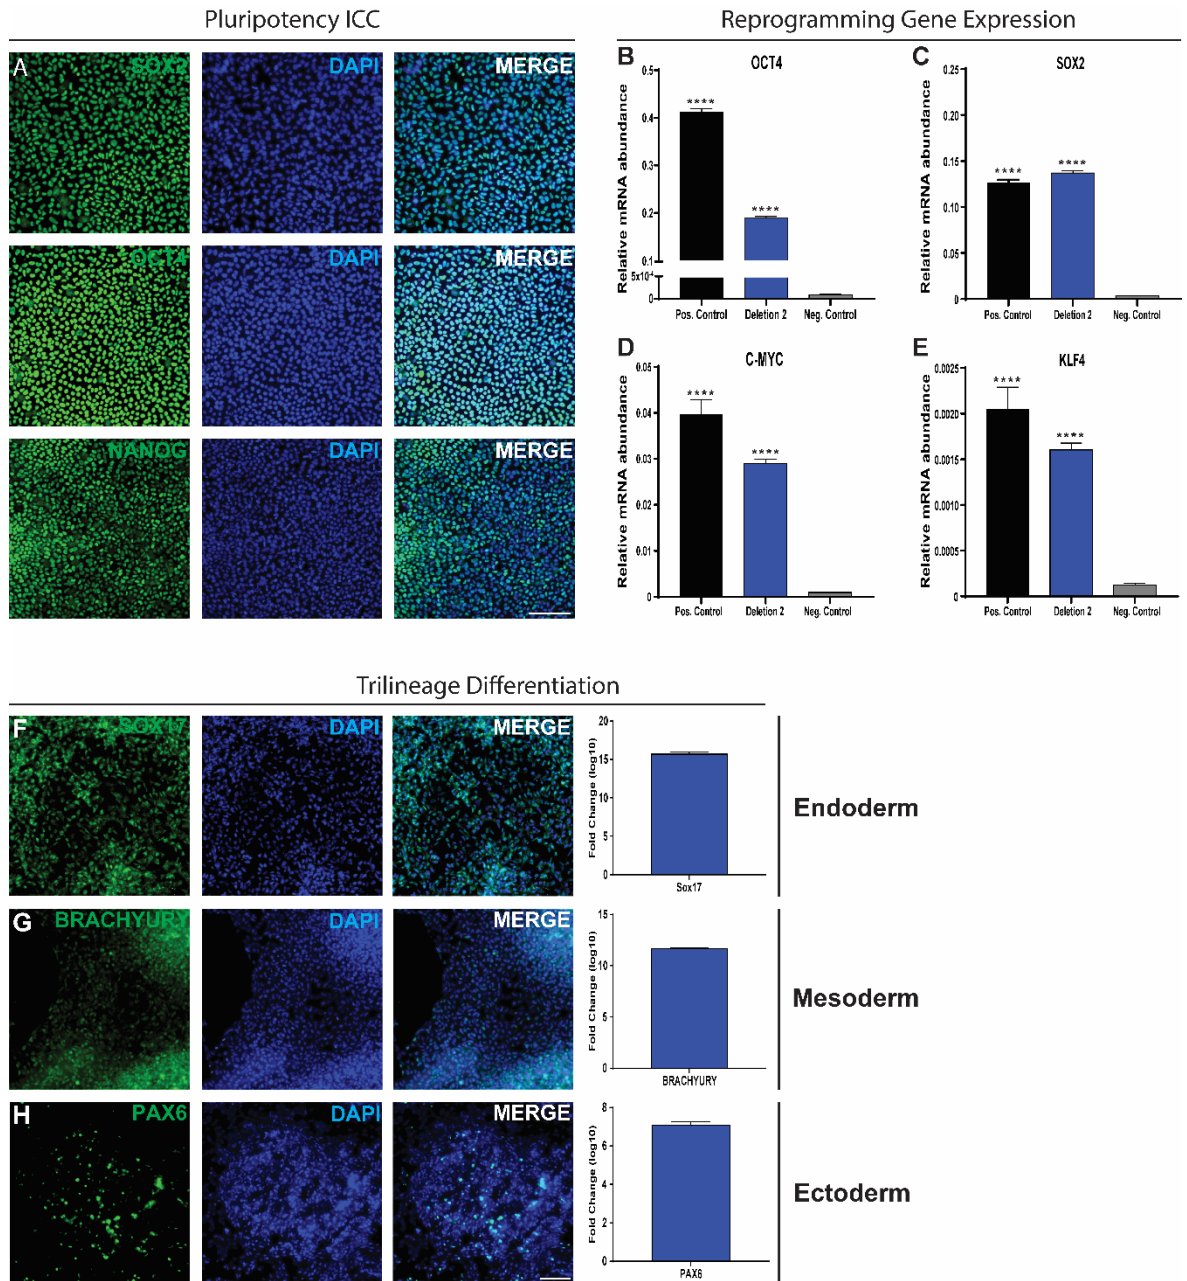 Pluripotency ICC
Reprogramming Gene Expression
A
SOX2
DAPI
MERGE
OCT4
DAPI
MERGE
NANOG
DAPI
MERGE
B
OCT4
Relative mRNA abundance
0.5
0.4
0.3
0.2
0.1
5x10-4
0
****
****
Pos. Control
Deletion 2
Neg. Control
C
SOX2
Relative mRNA abundance
0.25
0.20
0.15
0.10
0.05
0
****
****
Pos. Control
Deletion 2
Neg. Control
D
C-MYC
Relative mRNA abundance
0.05
0.04
0.03
0.02
0.01
0
****
****
Pos. Control
Deletion 2
Neg. Control
E
KLF4
Relative mRNA abundance
0.0025
0.0020
0.0015
0.0010
0.0005
0
****
****
Pos. Control
Deletion 2
Neg. Control
Trilineage Differentiation
F
SOX17
DAPI
MERGE
Fold Change (log10)
20
15
10
5
0
Sox17
Endoderm
G
BRACHYURY
DAPI
MERGE
Fold Change (log10)
15
10
5
0
BRACHYURY
Mesoderm
H
PAX6
DAPI
MERGE
Fold Change (log10)
8
6
4
2
0
PAX6
Ectoderm